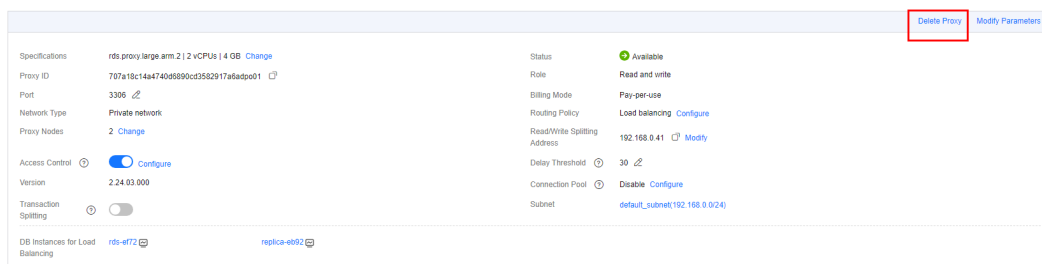 Delete Proxy Modify Parameters
Specifications rds.proxy.large.arm.2 | 2 vCPUs | 4 GB Change
Status Available
Proxy ID 707a18c14a4740d6890cd3582917a6adpo01
Role Read and write
Port 3306
Billing Mode Pay-per-use
Network Type Private network
Routing Policy Load balancing Configure
Proxy Nodes 2 Change
Read/Write Splitting
Address 192.168.0.41 Modify
Access Control Configure
Delay Threshold 30
Version 2.24.03.000
Connection Pool Disable Configure
Transaction
Splitting
Subnet default_subnet(192.168.0.0/24)
DB Instances for Load
Balancing rds-ef72 replica-eb92